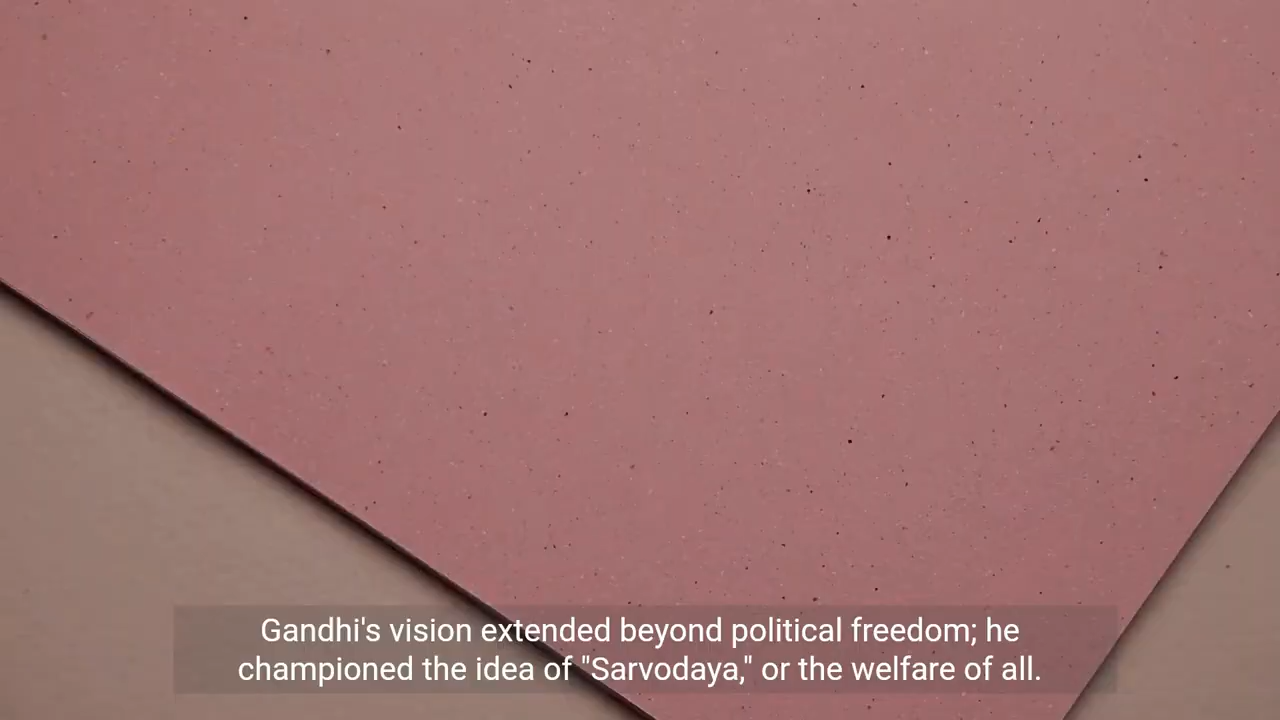 Gandhi's vision extended beyond political freedom; he
championed the idea of "Sarvodaya," or the welfare of all.